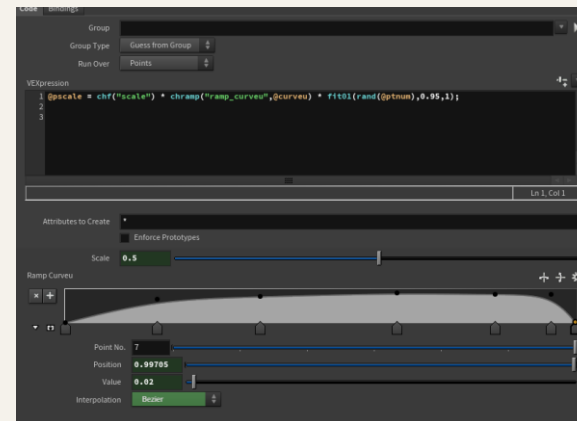 Code Bindings
Group
Group Type Guess from Group
Run Over Points
VEXpression
1 @pscale = chf("scale") * chramp("ramp_curveu",@curveu) * fit01(rand(@ptnum),0.95,1);
2
3
Ln 1, Col 1
Attributes to Create *
Enforce Prototypes
Scale 0.5
Ramp Curveu
Point No. 7
Position 0.99705
Value 0.02
Interpolation Bezier